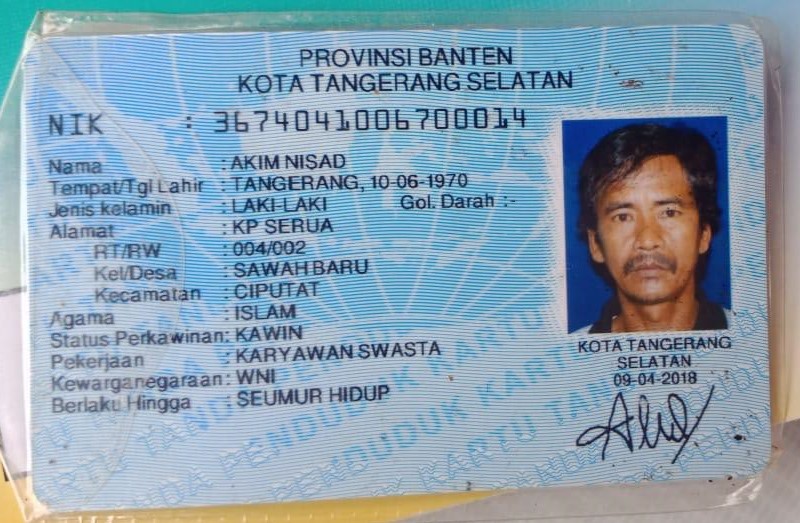 PROVINSI BANTEN
KOTA TANGERANG SELATAN
NIK : 3674041006700014
Nama : AKIM NISAD
Tempat/Tgl Lahir : TANGERANG, 10-06-1970
Jenis kelamin : LAKI-LAKI Gol. Darah :-
Alamat : KP SERUA
RT/RW : 004/002
Kel/Desa : SAWAH BARU
Kecamatan : CIPUTAT
Agama : ISLAM
Status Perkawinan: KAWIN
Pekerjaan : KARYAWAN SWASTA
Kewarganegaraan: WNI
Berlaku Hingga : SEUMUR HIDUP
KOTA TANGERANG
SELATAN
09-04-2018